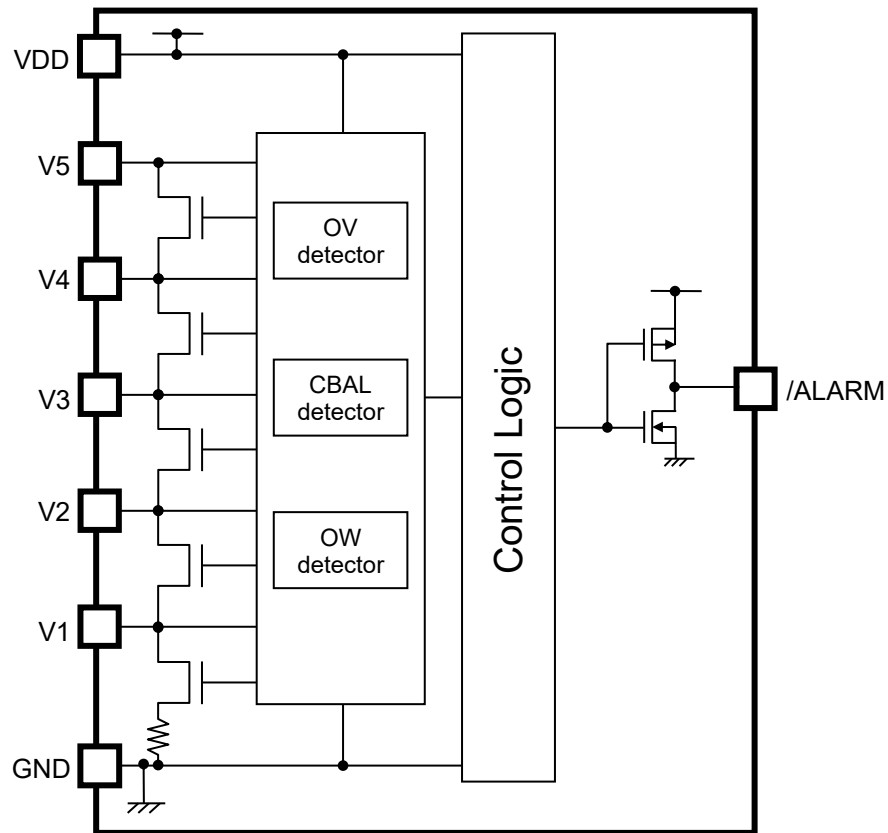 VDD
V5
OV
detector
V4
V3
CBAL
detector
Control Logic
/ALARM
V2
OW
detector
V1
GND